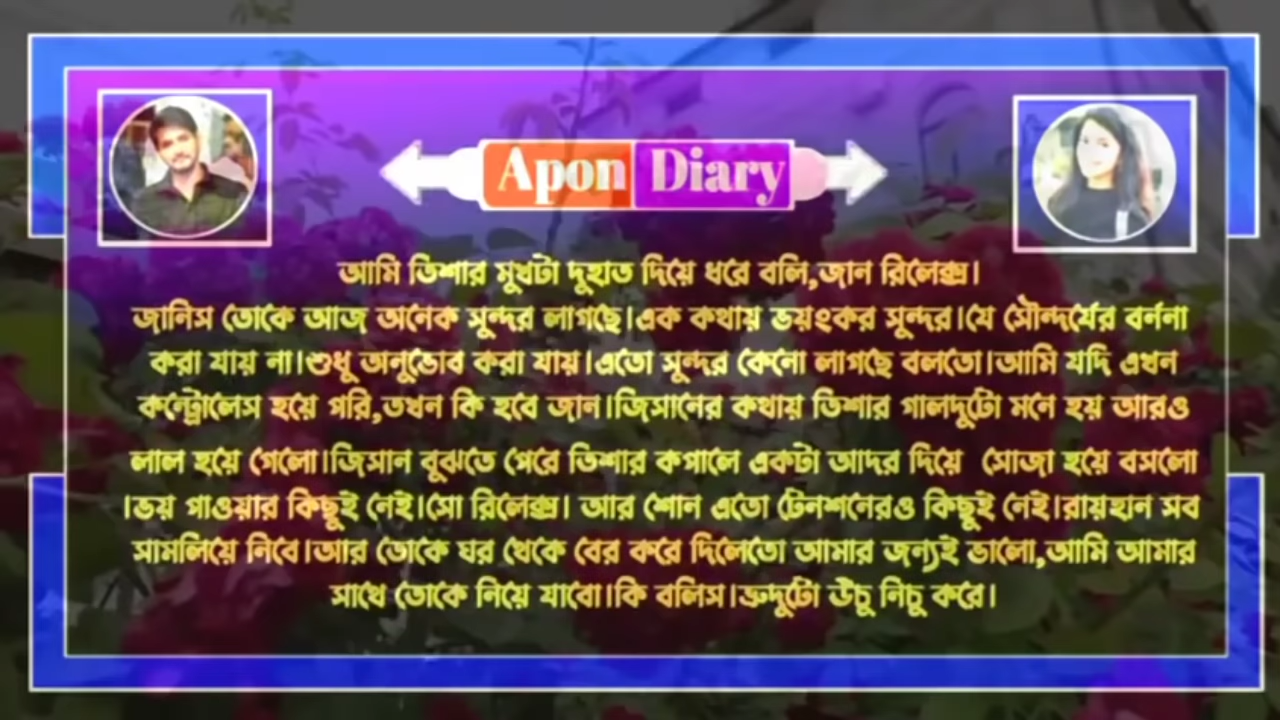 Apon Diary
আমি তিশার মুখটা দুহাত দিয়ে ধরে বলি,জান রিলেক্স।
জানিস তোকে আজ অনেক সুন্দর লাগছে।এক কথায় ভয়ংকর সুন্দর।যে সৌন্দর্যের বর্ননা
করা যায় না।শুধু অনুভোব করা যায়।এতো সুন্দর কেনো লাগছে বলতো।আমি যদি এখন
কন্ট্রোলেস হয়ে পরি,তখন কি হবে জান।জিসানের কথায় তিশার গালদুটো মনে হয় আরও
লাল হয়ে গেলো।জিসান বুঝতে পেরে তিশার কপালে একটা আদর দিয়ে সোজা হয়ে বসলো
।ভয় পাওয়ার কিছুই নেই।সো রিলেক্স। আর শোন এতো টেনশনেরও কিছুই নেই।রায়হান সব
সামলিয়ে নিবে।আর তোকে ঘর থেকে বের করে দিলেতো আমার জন্যই ভালো,আমি আমার
সাথে তোকে নিয়ে যাবো।কি বলিস।ভ্রুদুটো উঁচু নিচু করে।